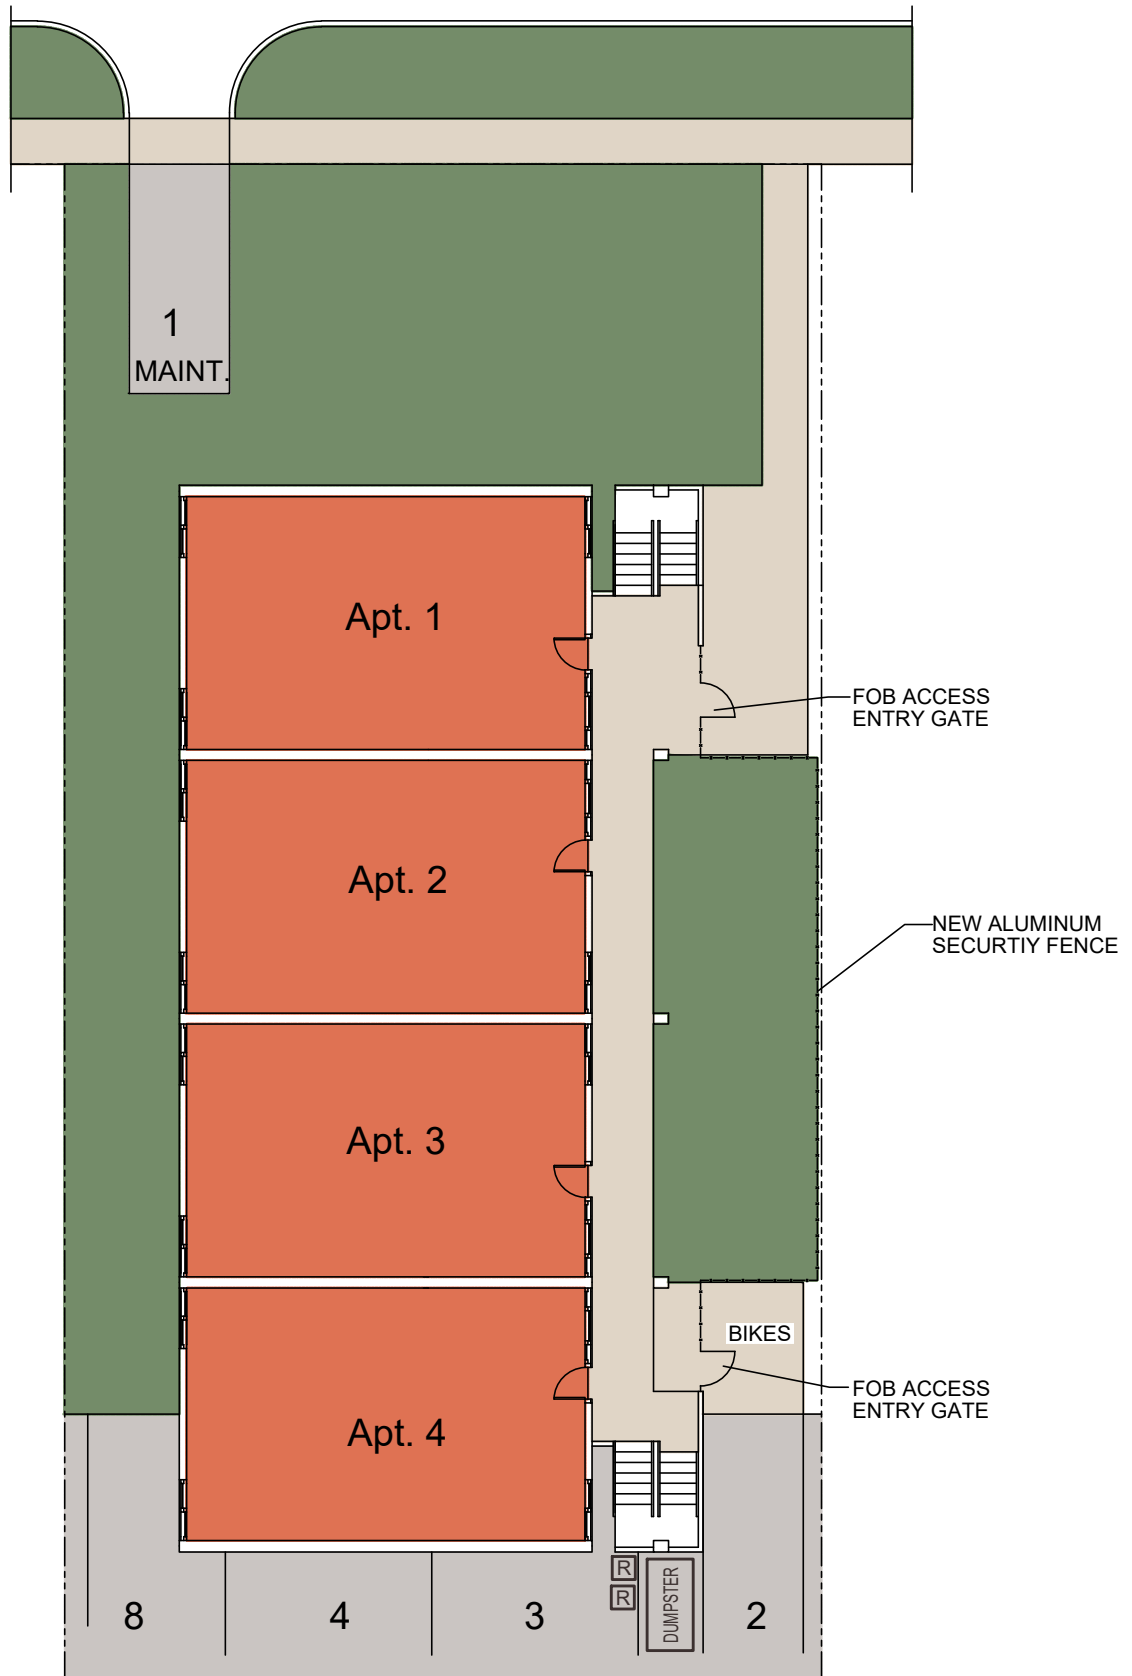 1
MAINT.
Apt. 1
FOB ACCESS
ENTRY GATE
Apt. 2
NEW ALUMINUM
SECURTIY FENCE
Apt. 3
BIKES
FOB ACCESS
ENTRY GATE
Apt. 4
R
R
DUMPSTER
8
4
3
2